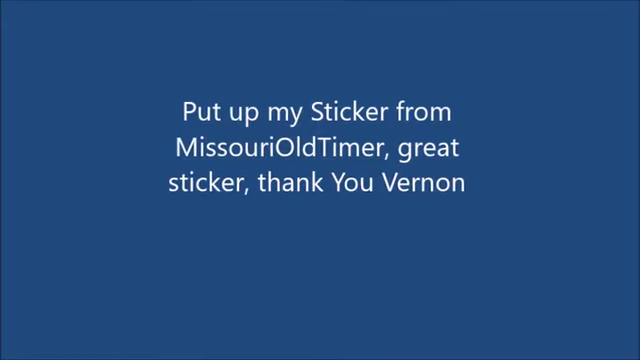 Put up my Sticker from
MissouriOldTimer, great
sticker, thank You Vernon